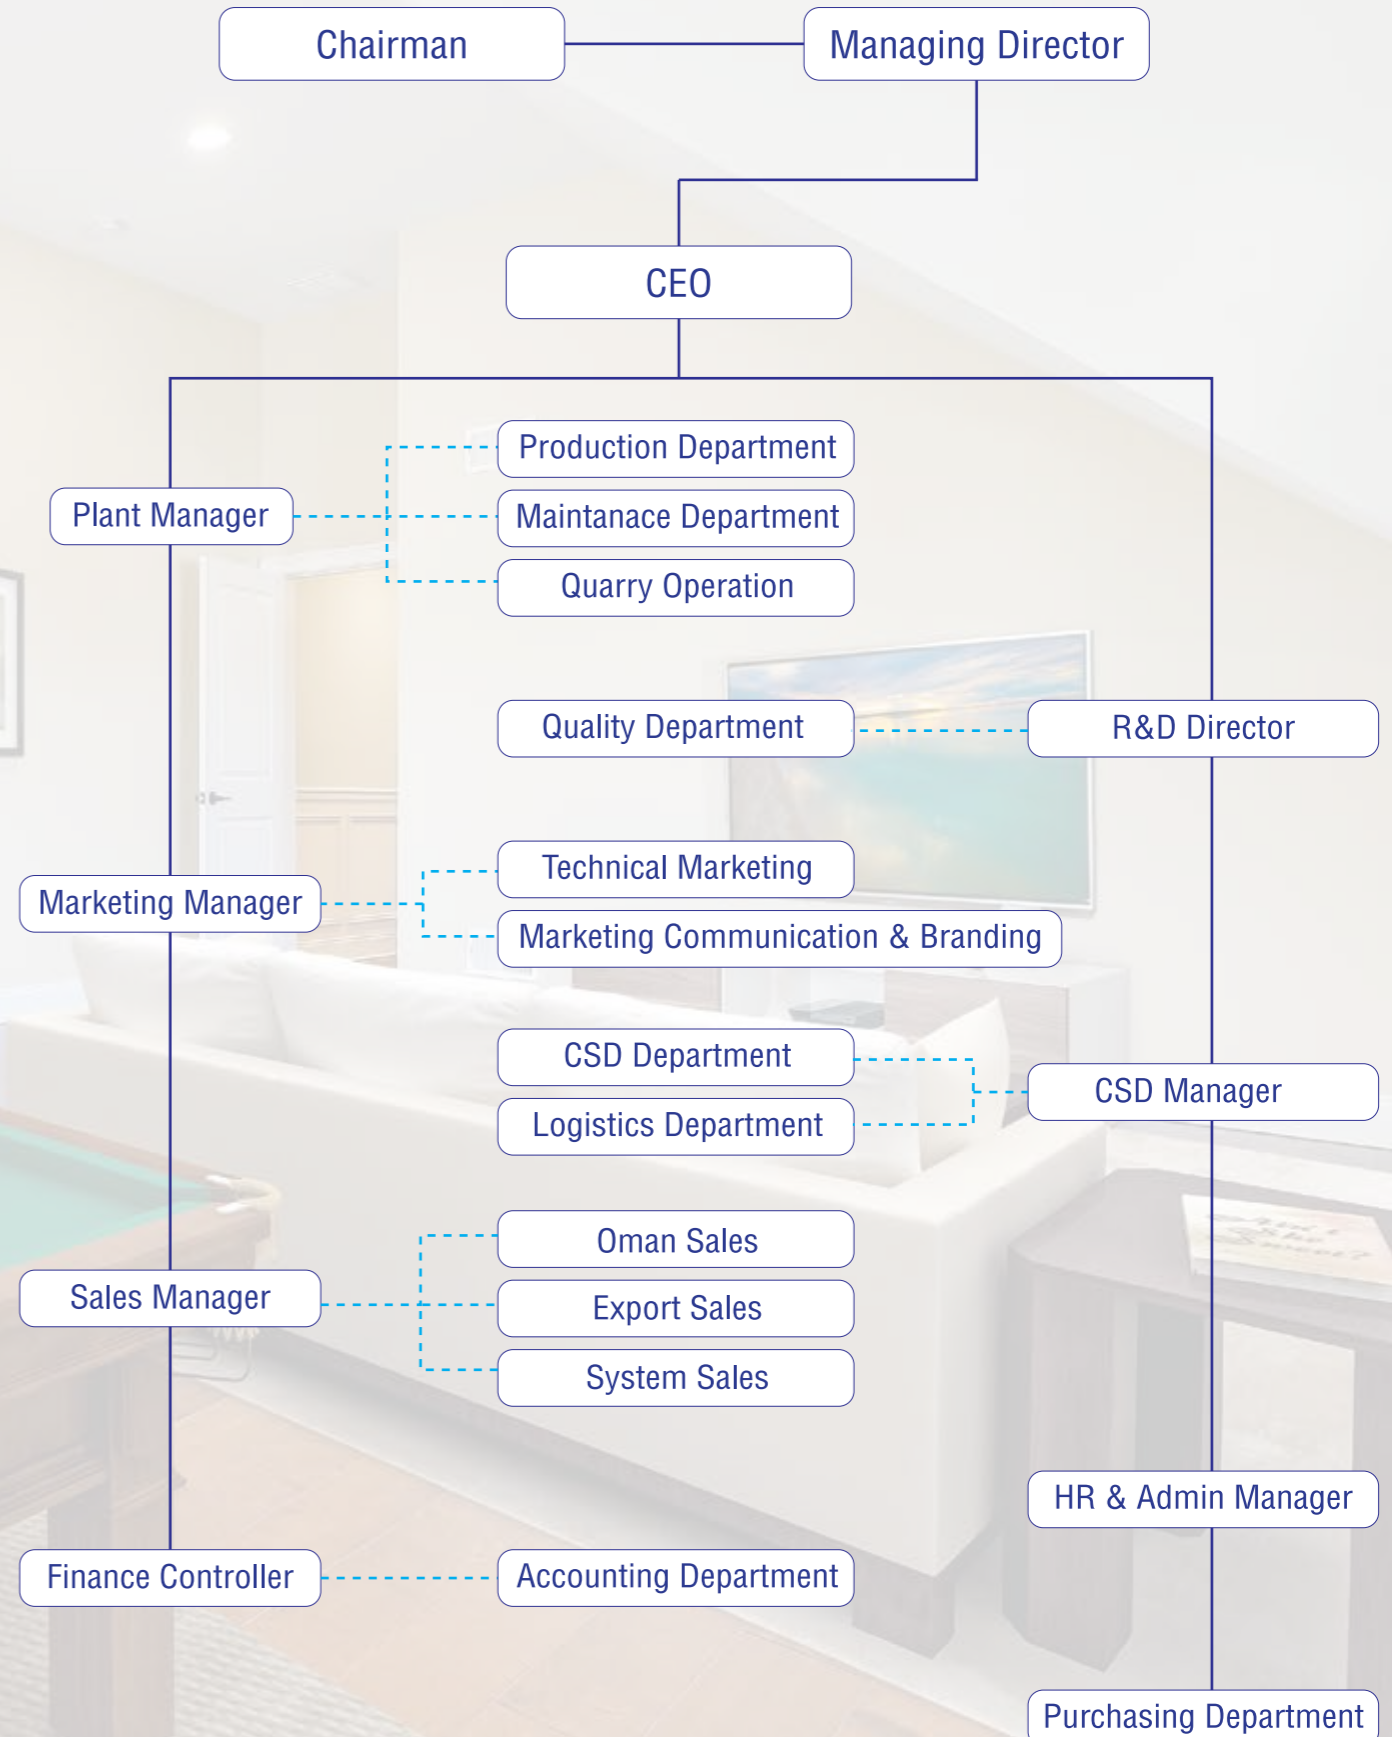 Chairman
Managing Director
CEO
Production Department
Plant Manager
Maintanace Department
Quarry Operation
Quality Department
R&D Director
Technical Marketing
Marketing Manager
Marketing Communication & Branding
CSD Department
CSD Manager
Logistics Department
Oman Sales
Sales Manager
Export Sales
System Sales
HR & Admin Manager
Finance Controller
Accounting Department
Purchasing Department